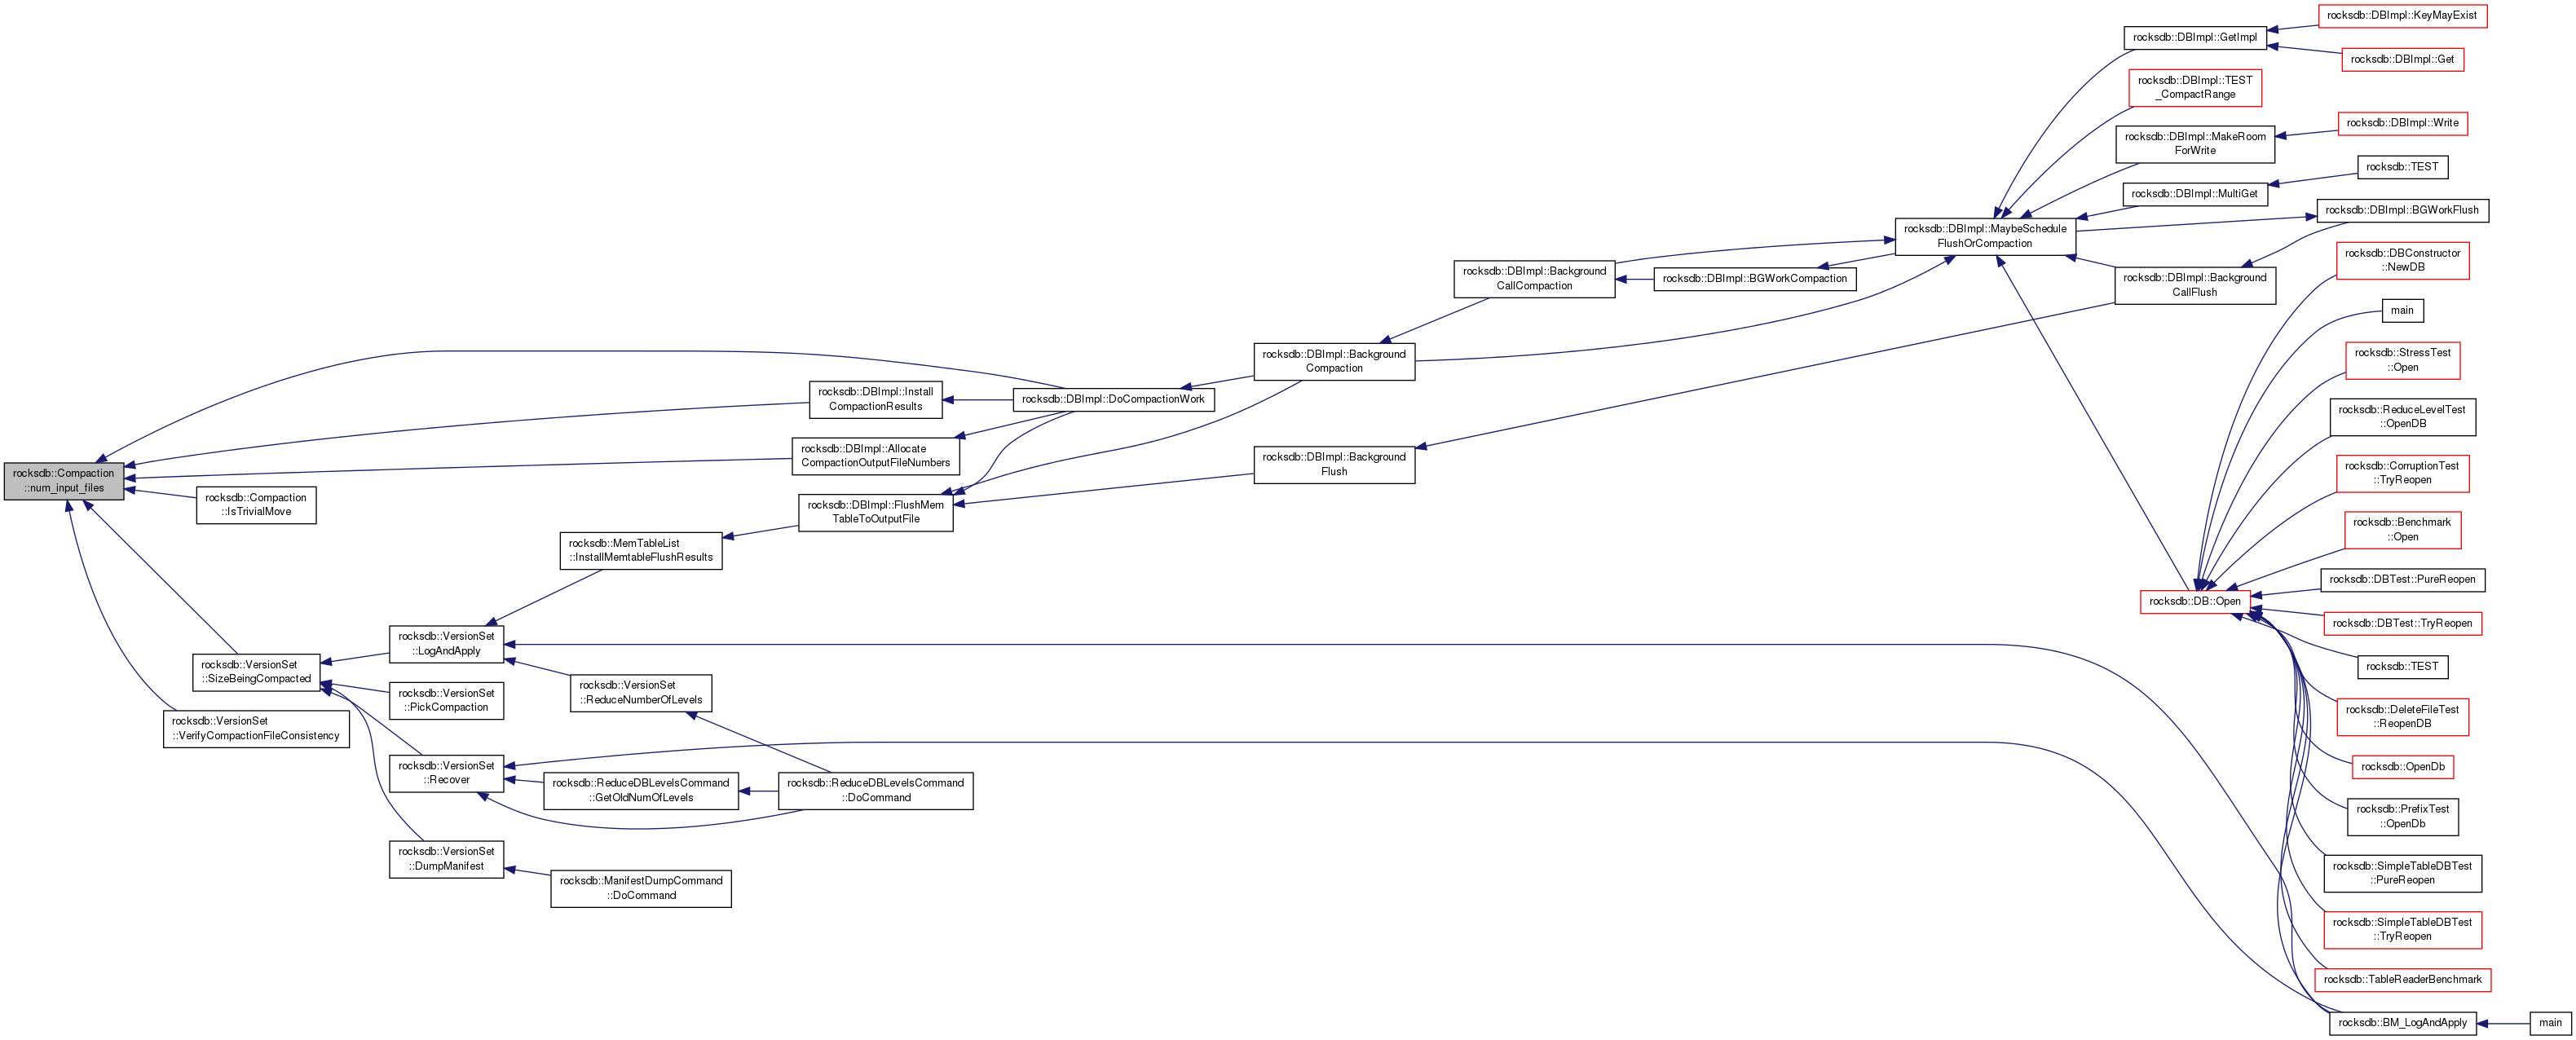 rocksdb::Compaction
::num_input_files
rocksdb::DBImpl::Install
CompactionResults
rocksdb::DBImpl::Allocate
CompactionOutputFileNumbers
rocksdb::Compaction
::IsTrivialMove
rocksdb::VersionSet
::SizeBeingCompacted
rocksdb::VersionSet
::VerifyCompactionFileConsistency
rocksdb::VersionSet
::LogAndApply
rocksdb::VersionSet
::PickCompaction
rocksdb::VersionSet
::Recover
rocksdb::VersionSet
::DumpManifest
rocksdb::MemTableList
::InstallMemtableFlushResults
rocksdb::VersionSet
::ReduceNumberOfLevels
rocksdb::ReduceDBLevelsCommand
::GetOldNumOfLevels
rocksdb::ManifestDumpCommand
::DoCommand
rocksdb::DBImpl::FlushMem
TableToOutputFile
rocksdb::ReduceDBLevelsCommand
::DoCommand
rocksdb::DBImpl::DoCompactionWork
rocksdb::DBImpl::Background
Compaction
rocksdb::DBImpl::Background
Flush
rocksdb::DBImpl::Background
CallCompaction
rocksdb::DBImpl::BGWorkCompaction
rocksdb::DBImpl::MaybeSchedule
FlushOrCompaction
rocksdb::DBImpl::GetImpl
rocksdb::DBImpl::TEST
_CompactRange
rocksdb::DBImpl::MakeRoom
ForWrite
rocksdb::DBImpl::MultiGet
rocksdb::DBImpl::Background
CallFlush
rocksdb::DB::Open
rocksdb::DBImpl::KeyMayExist
rocksdb::DBImpl::Get
rocksdb::DBImpl::Write
rocksdb::TEST
rocksdb::DBImpl::BGWorkFlush
rocksdb::DBConstructor
::NewDB
main
rocksdb::StressTest
::Open
rocksdb::ReduceLevelTest
::OpenDB
rocksdb::CorruptionTest
::TryReopen
rocksdb::Benchmark
::Open
rocksdb::DBTest::PureReopen
rocksdb::DBTest::TryReopen
rocksdb::TEST
rocksdb::DeleteFileTest
::ReopenDB
rocksdb::OpenDb
rocksdb::PrefixTest
::OpenDb
rocksdb::SimpleTableDBTest
::PureReopen
rocksdb::SimpleTableDBTest
::TryReopen
rocksdb::TableReaderBenchmark
rocksdb::BM_LogAndApply
main